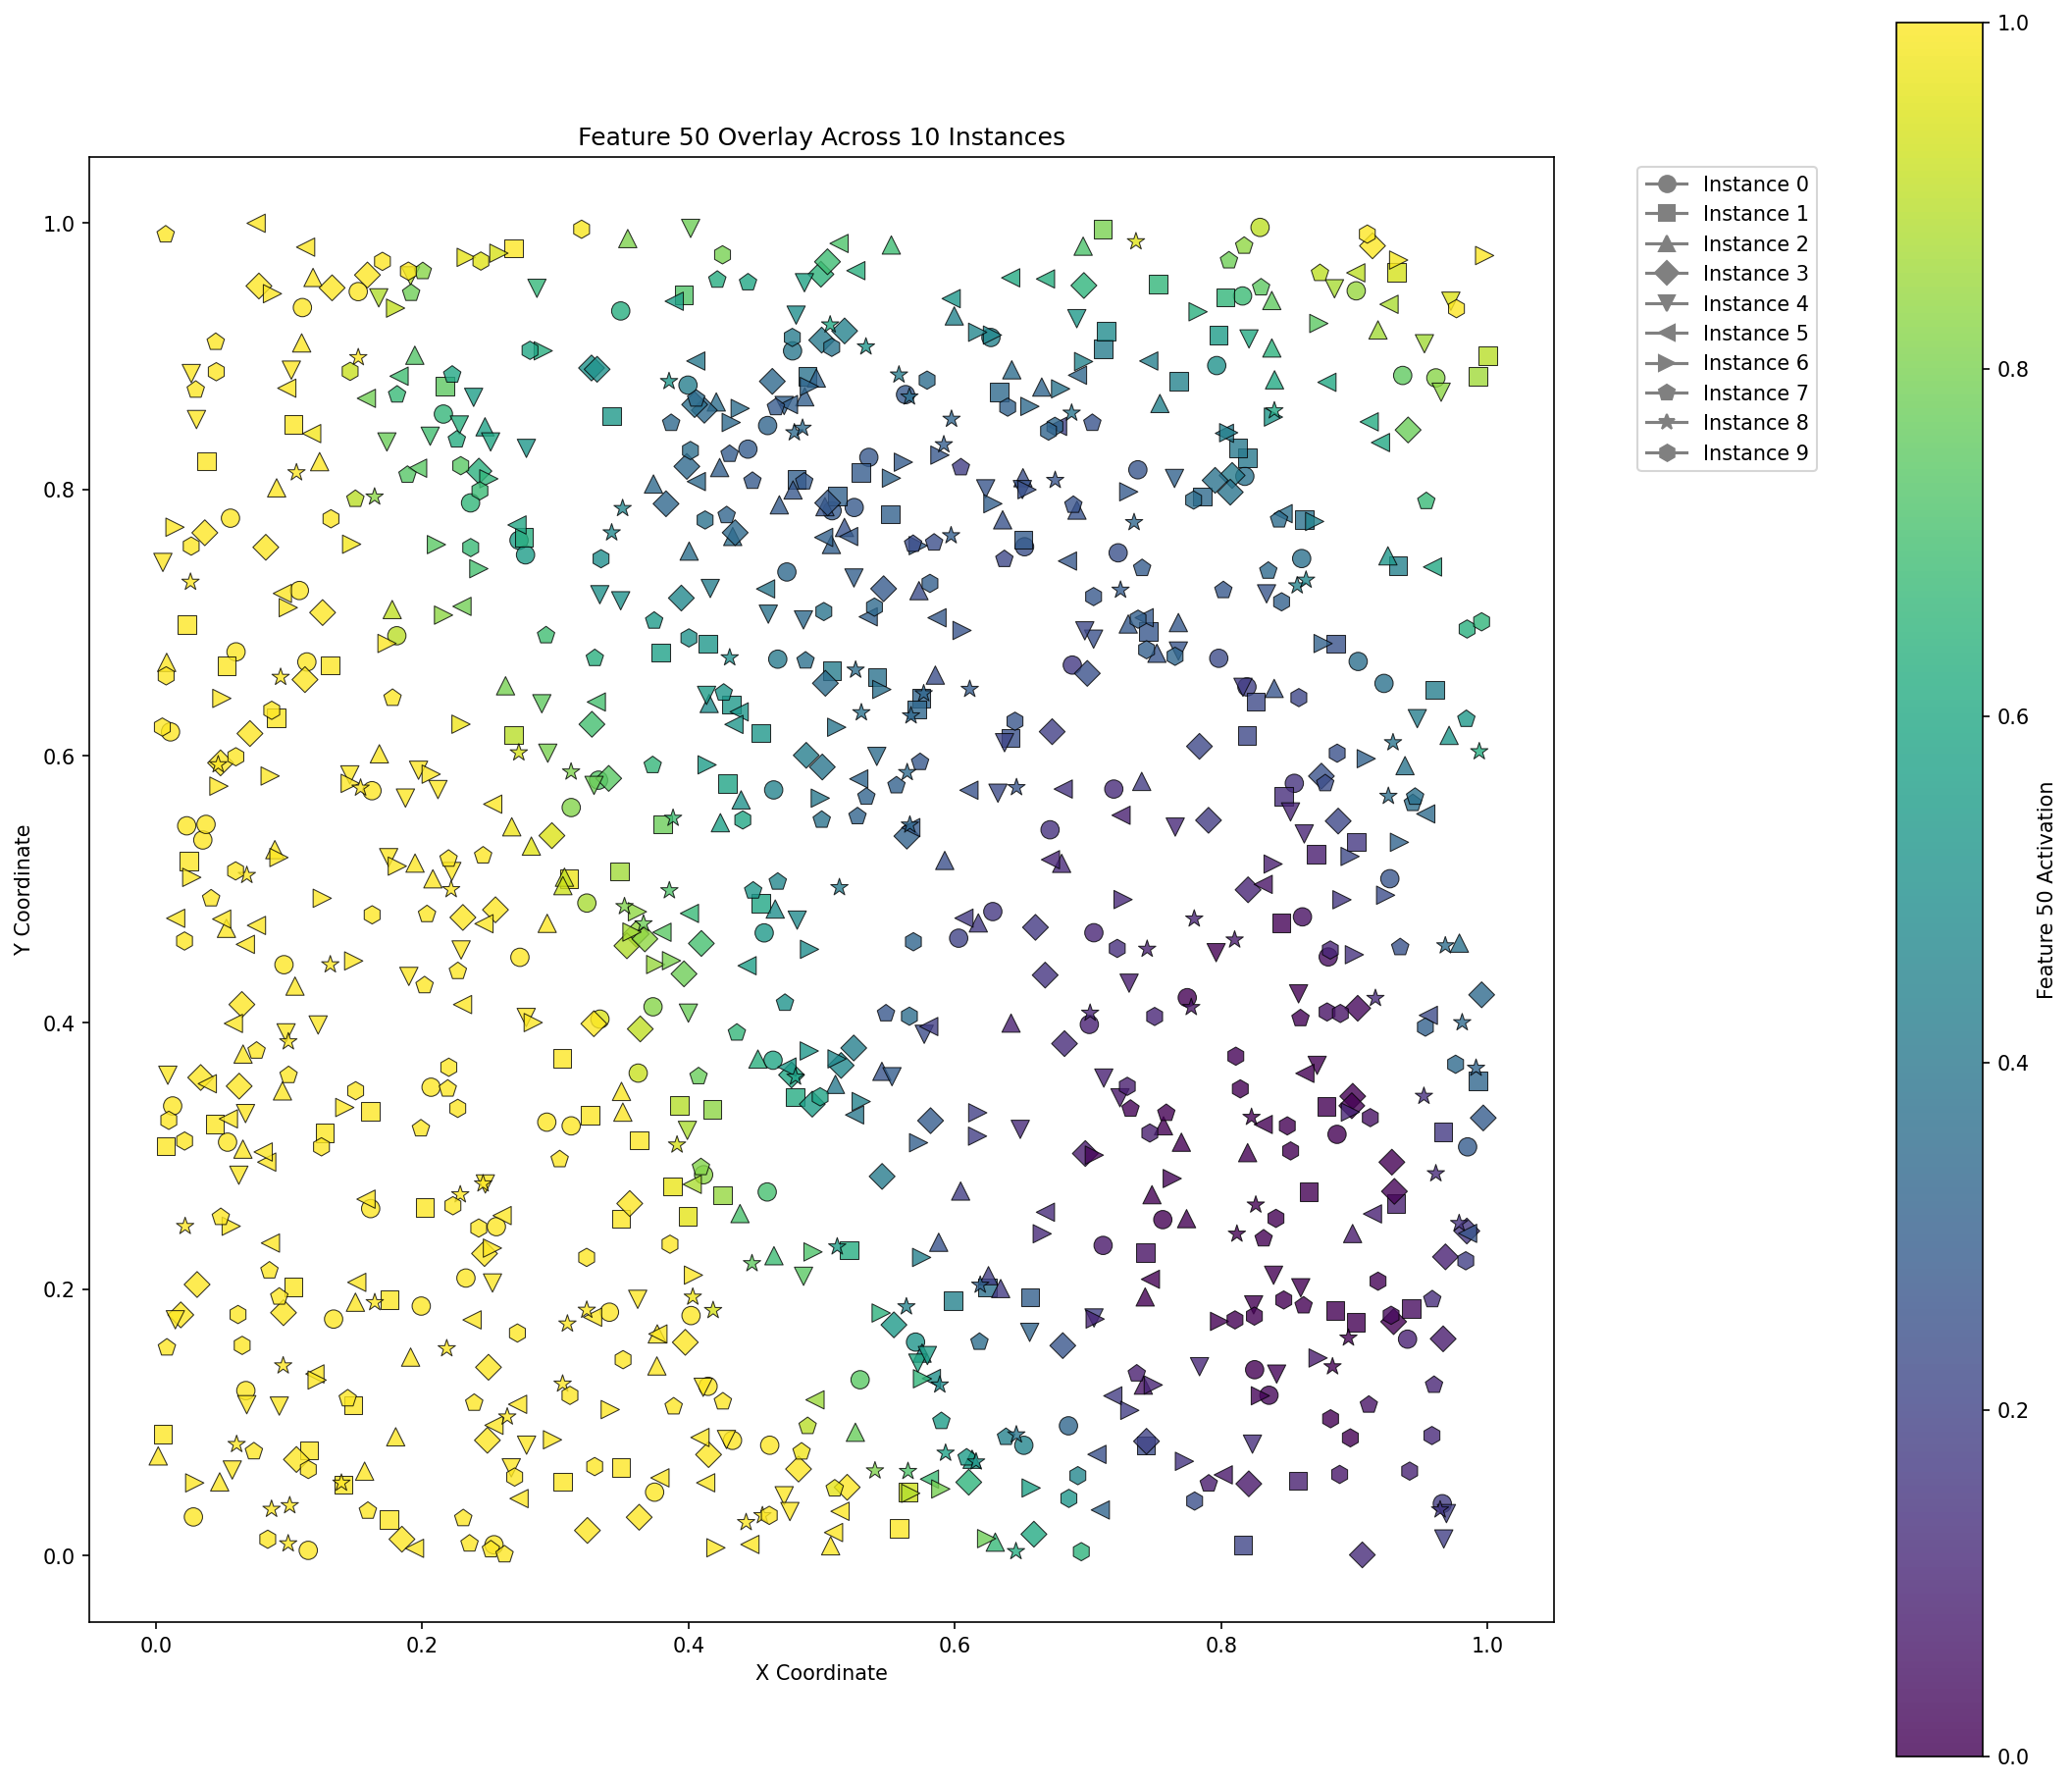 Feature 50 Overlay Across 10 Instances
Y Coordinate
1.0
0.8
0.6
0.4
0.2
0.0
0.0 0.2 0.4 0.6 0.8 1.0
X Coordinate
Instance 0
Instance 1
Instance 2
Instance 3
Instance 4
Instance 5
Instance 6
Instance 7
Instance 8
Instance 9
1.0
0.8
0.6
0.4
0.2
0.0
Feature 50 Activation